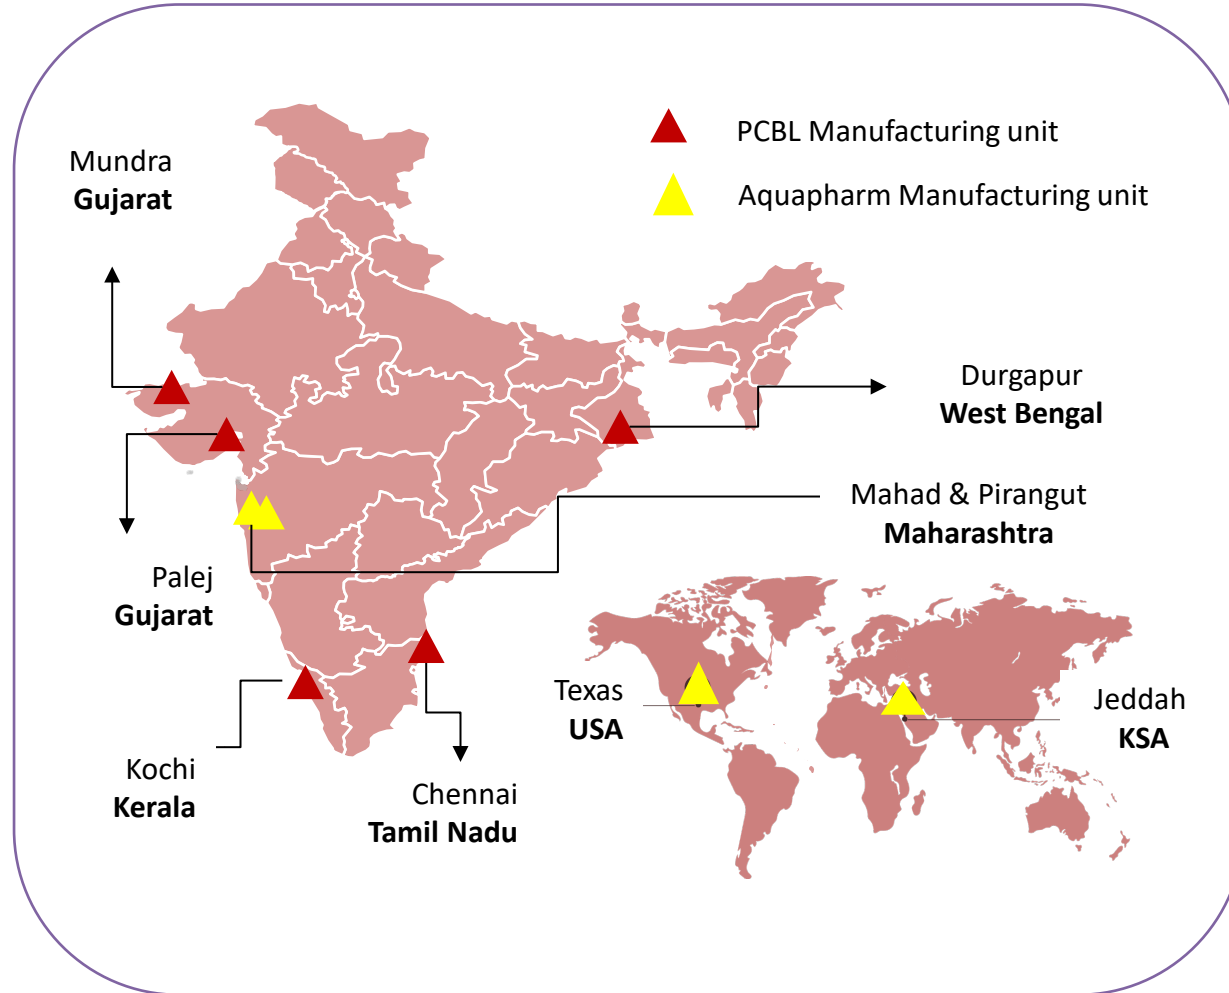 PCBL Manufacturing unit
Aquapharm Manufacturing unit
Mundra
Gujarat
Durgapur
West Bengal
Mahad & Pirangut
Maharashtra
Palej
Gujarat
Texas
USA
Jeddah
KSA
Kochi
Kerala
Chennai
Tamil Nadu